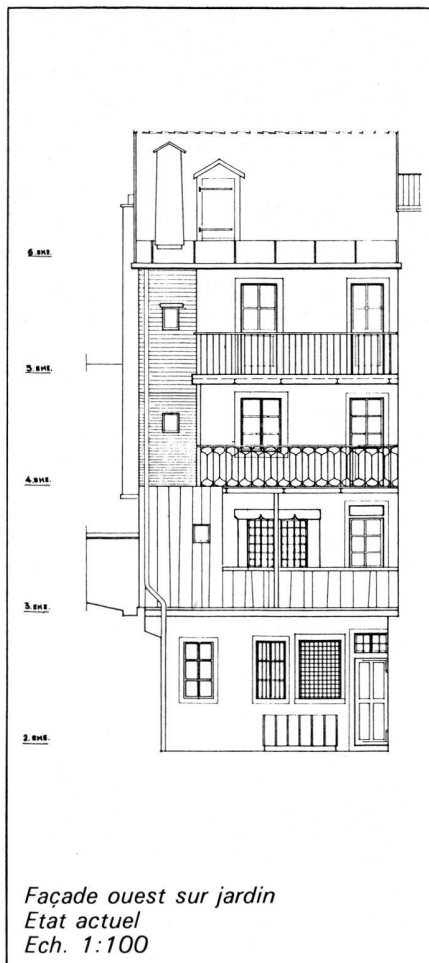 6.EME.
5.EME.
4.EME.
3.EME.
2.EME.
Façade ouest sur jardin
Etat actuel
Ech. 1:100